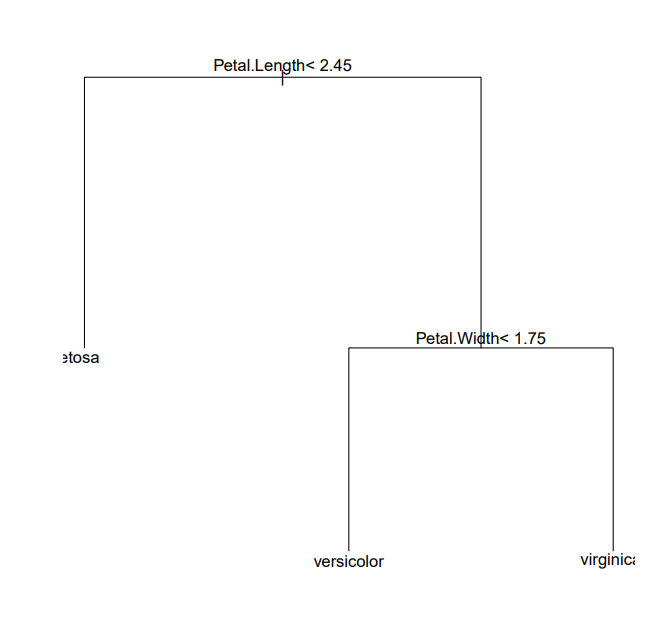 Petal.Length< 2.45
Petal.Width< 1.75
etosa
versicolor
virginica